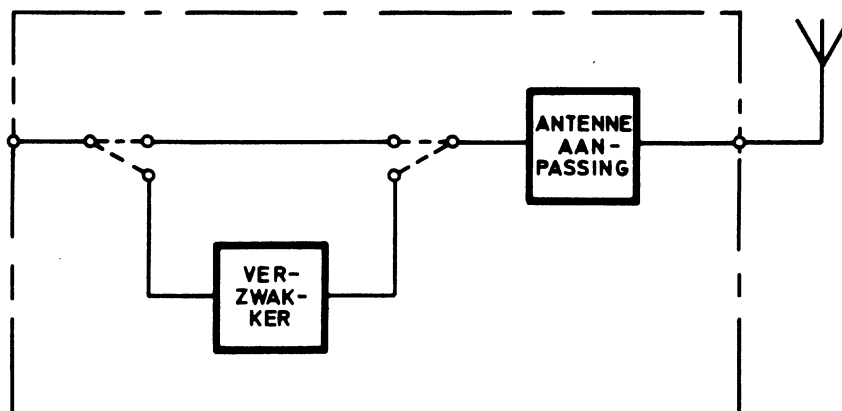 ANTENNE
AAN-
PASSING
VER-
ZWAK-
KER